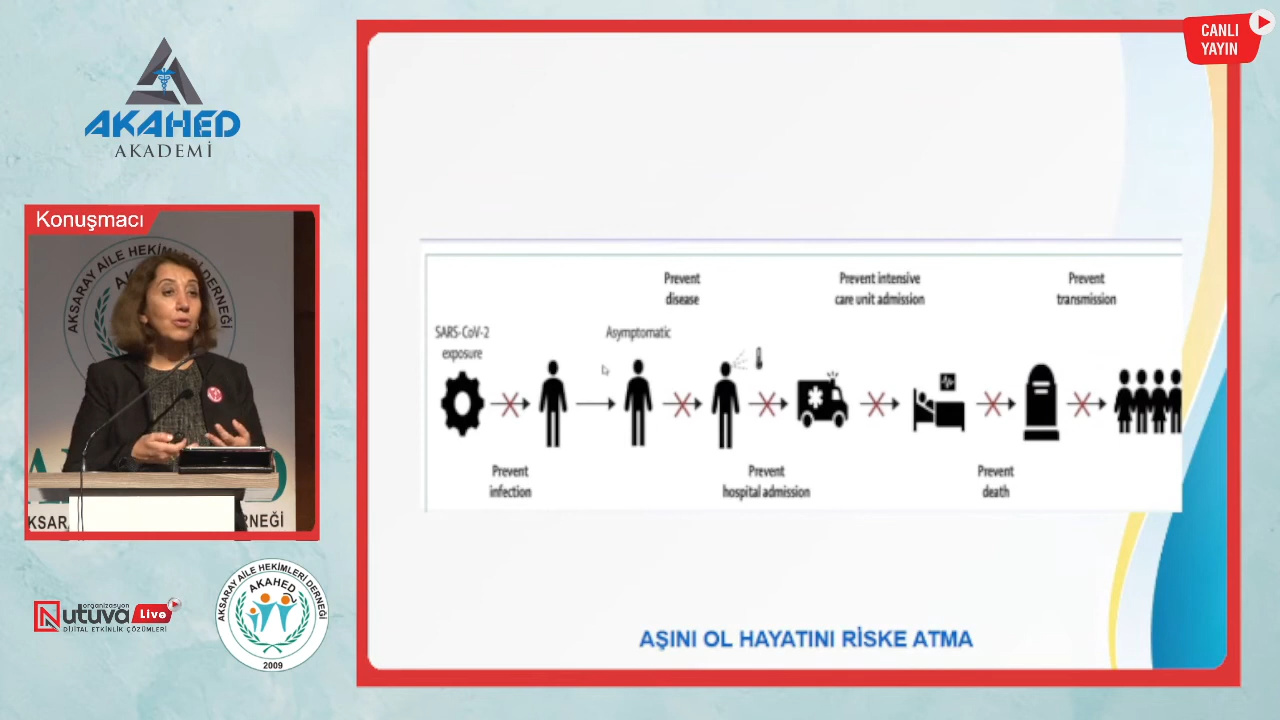 CANLI
YAYIN
AKAHED
AKADEMİ
Konuşmacı
AKSARAY AİLE HEKİMLERİ DERNEĞİ
KSAR
RNEĞİ
organizasyon
Nutuva Live
DİJİTAL ETKİNLİK ÇÖZÜMLERİ
AKSARAY AİLE HEKİMLERİ DERNEĞİ
AKAHED
2009
Prevent
disease
Prevent intensive
care unit admission
Prevent
transmission
SARS-CoV-2
exposure
Asymptomatic
Prevent
infection
Prevent
hospital admission
Prevent
death
AŞINI OL HAYATINI RİSKE ATMA